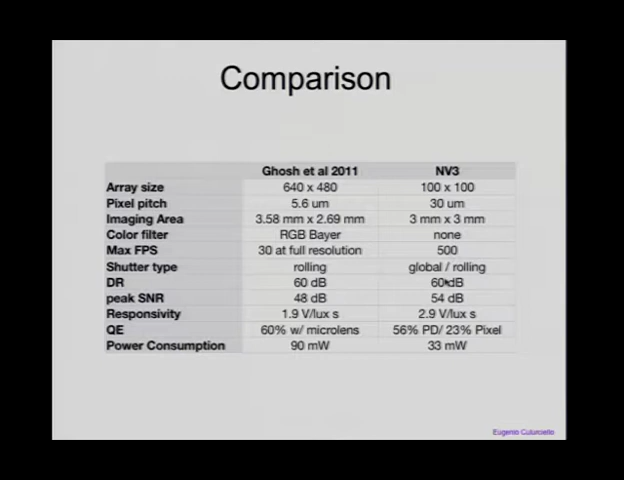 Comparison
Ghosh et al 2011 NV3
Array size 640 x 480 100 x 100
Pixel pitch 5.6 um 30 um
Imaging Area 3.58 mm x 2.69 mm 3 mm x 3 mm
Color filter RGB Bayer none
Max FPS 30 at full resolution 500
Shutter type rolling global / rolling
DR 60 dB 60 dB
peak SNR 48 dB 54 dB
Responsivity 1.9 V/lux s 2.9 V/lux s
QE 60% w/ microlens 56% PD/ 23% Pixel
Power Consumption 90 mW 33 mW
Eugenio Culurciello